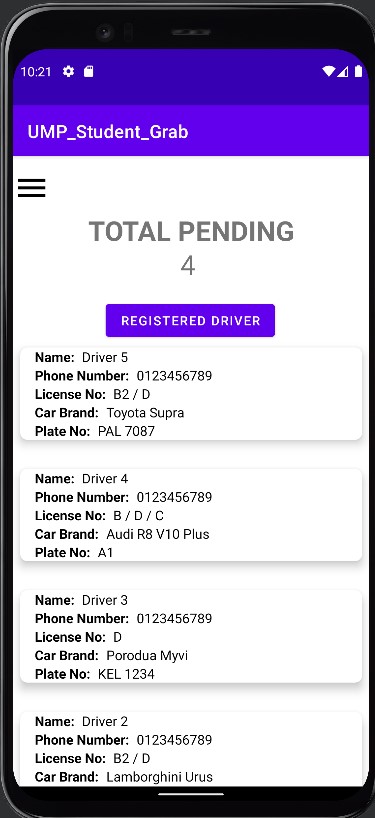 10:21
UMP_Student_Grab
TOTAL PENDING
4
REGISTERED DRIVER
Name: Driver 5
Phone Number: 0123456789
License No: B2 / D
Car Brand: Toyota Supra
Plate No: PAL 7087
Name: Driver 4
Phone Number: 0123456789
License No: B / D / C
Car Brand: Audi R8 V10 Plus
Plate No: A1
Name: Driver 3
Phone Number: 0123456789
License No: D
Car Brand: Porodua Myvi
Plate No: KEL 1234
Name: Driver 2
Phone Number: 0123456789
License No: B2 / D
Car Brand: Lamborghini Urus